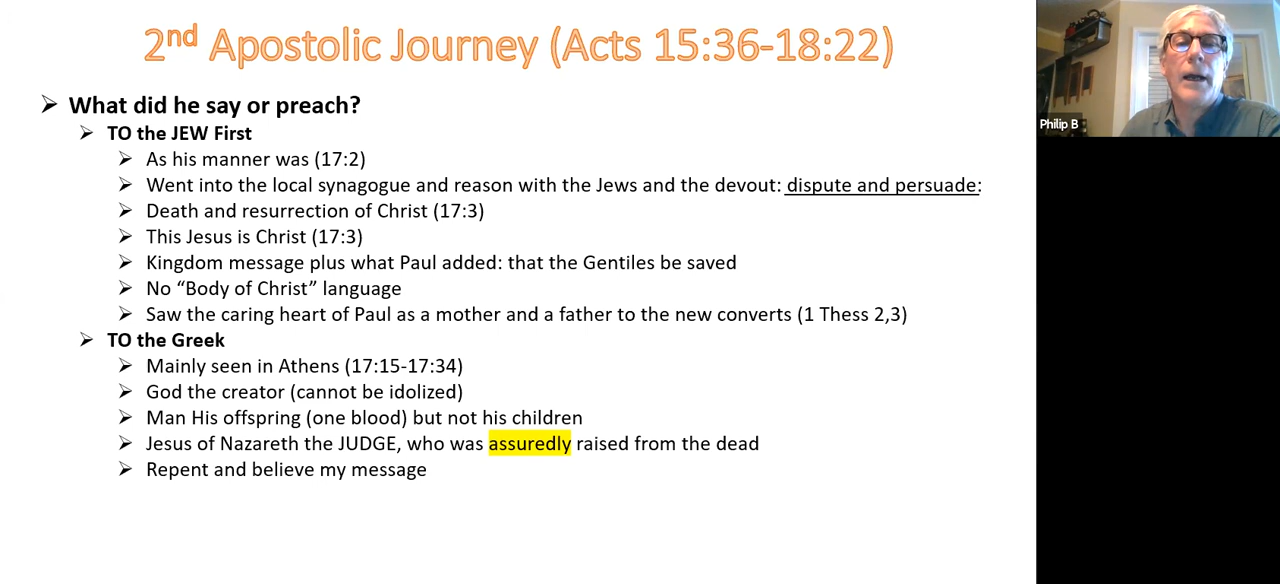 2nd Apostolic Journey (Acts 15:36-18:22)
What did he say or preach?
TO the JEW First
As his manner was (17:2)
Went into the local synagogue and reason with the Jews and the devout: dispute and persuade:
Death and resurrection of Christ (17:3)
This Jesus is Christ (17:3)
Kingdom message plus what Paul added: that the Gentiles be saved
No “Body of Christ” language
Saw the caring heart of Paul as a mother and a father to the new converts (1 Thess 2,3)
TO the Greek
Mainly seen in Athens (17:15-17:34)
God the creator (cannot be idolized)
Man His offspring (one blood) but not his children
Jesus of Nazareth the JUDGE, who was assuredly raised from the dead
Repent and believe my message
Philip B